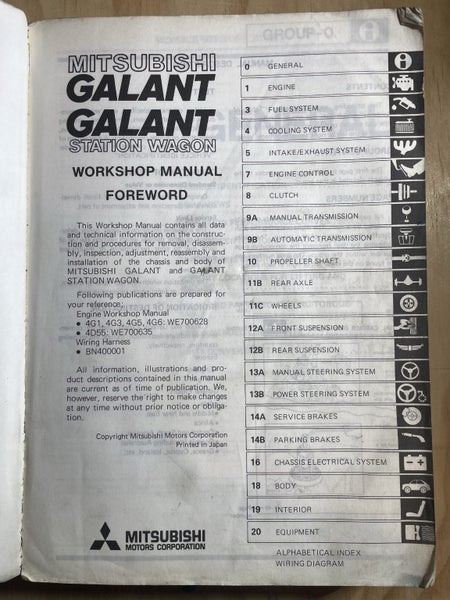 MITSUBISHI
GALANT
GALANT
STATION WAGON
WORKSHOP MANUAL
FOREWORD
This Workshop Manual contains all data
and technical information on the construc-
tion and procedures for removal, disassem-
bly, inspection, adjustment, reassembly and
installation of the chassis and body of
MITSUBISHI GALANT and GALANT
STATION WAGON.
Following publications are prepared for
your reference;
Engine Workshop Manual
• 4G1, 4G3, 4G5, 4G6: WE700628
• 4D55: WE700635
Wiring Harness
• BN400001
All information, illustrations and pro-
duct descriptions contained in this manual
are current as of time of publication. We,
however, reserve the right to make changes
at any time without prior notice or obliga-
tion.
Copyright Mitsubishi Motors Corporation
Printed in Japan
MITSUBISHI
MOTORS CORPORATION
0 GENERAL
1 ENGINE
3 FUEL SYSTEM
4 COOLING SYSTEM
5 INTAKE/EXHAUST SYSTEM
7 ENGINE CONTROL
8 CLUTCH
9A MANUAL TRANSMISSION
9B AUTOMATIC TRANSMISSION
10 PROPELLER SHAFT
11B REAR AXLE
11C WHEELS
12A FRONT SUSPENSION
12B REAR SUSPENSION
13A MANUAL STEERING SYSTEM
13B POWER STEERING SYSTEM
14A SERVICE BRAKES
14B PARKING BRAKES
16 CHASSIS ELECTRICAL SYSTEM
18 BODY
19 INTERIOR
20 EQUIPMENT
ALPHABETICAL INDEX
WIRING DIAGRAM